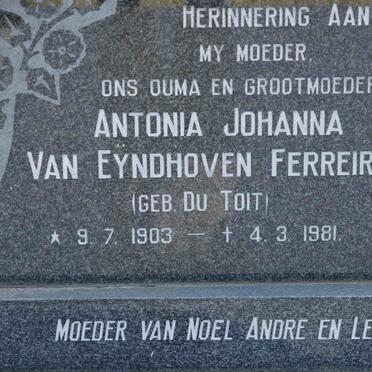 HERINNERING AAN
MY MOEDER,
ONS OUMA EN GROOTMOEDER
ANTONIA JOHANNA
VAN EŸNDHOVEN FERREIR
(GEB. DU TOIT)
* 9. 7. 1903 — † 4. 3. 1981.
MOEDER VAN NOEL ANDRE EN LE